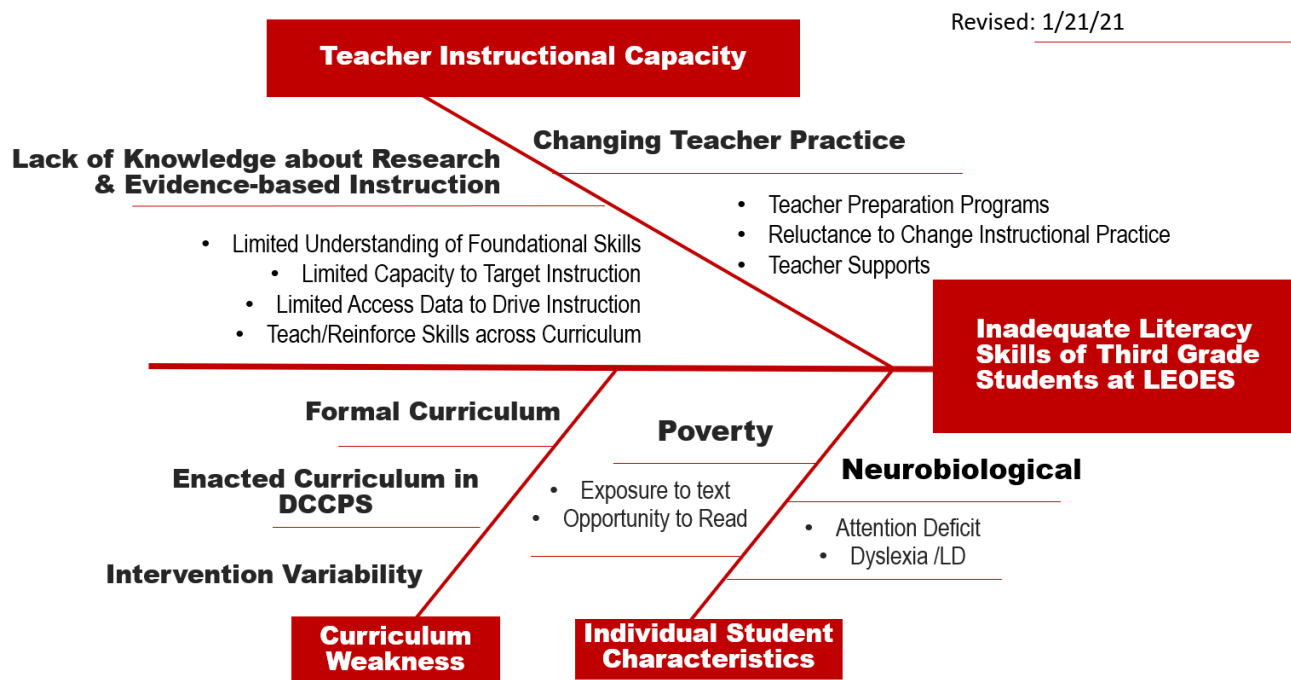 Revised: 1/21/21
Teacher Instructional Capacity
Changing Teacher Practice
Lack of Knowledge about Research
& Evidence-based Instruction
• Teacher Preparation Programs
• Reluctance to Change Instructional Practice
• Teacher Supports
• Limited Understanding of Foundational Skills
• Limited Capacity to Target Instruction
• Limited Access Data to Drive Instruction
• Teach/Reinforce Skills across Curriculum
Inadequate Literacy
Skills of Third Grade
Students at LEOES
Formal Curriculum
Enacted Curriculum in
DCCPS
Intervention Variability
Curriculum
Weakness
Poverty
• Exposure to text
• Opportunity to Read
Neurobiological
• Attention Deficit
• Dyslexia /LD
Individual Student
Characteristics